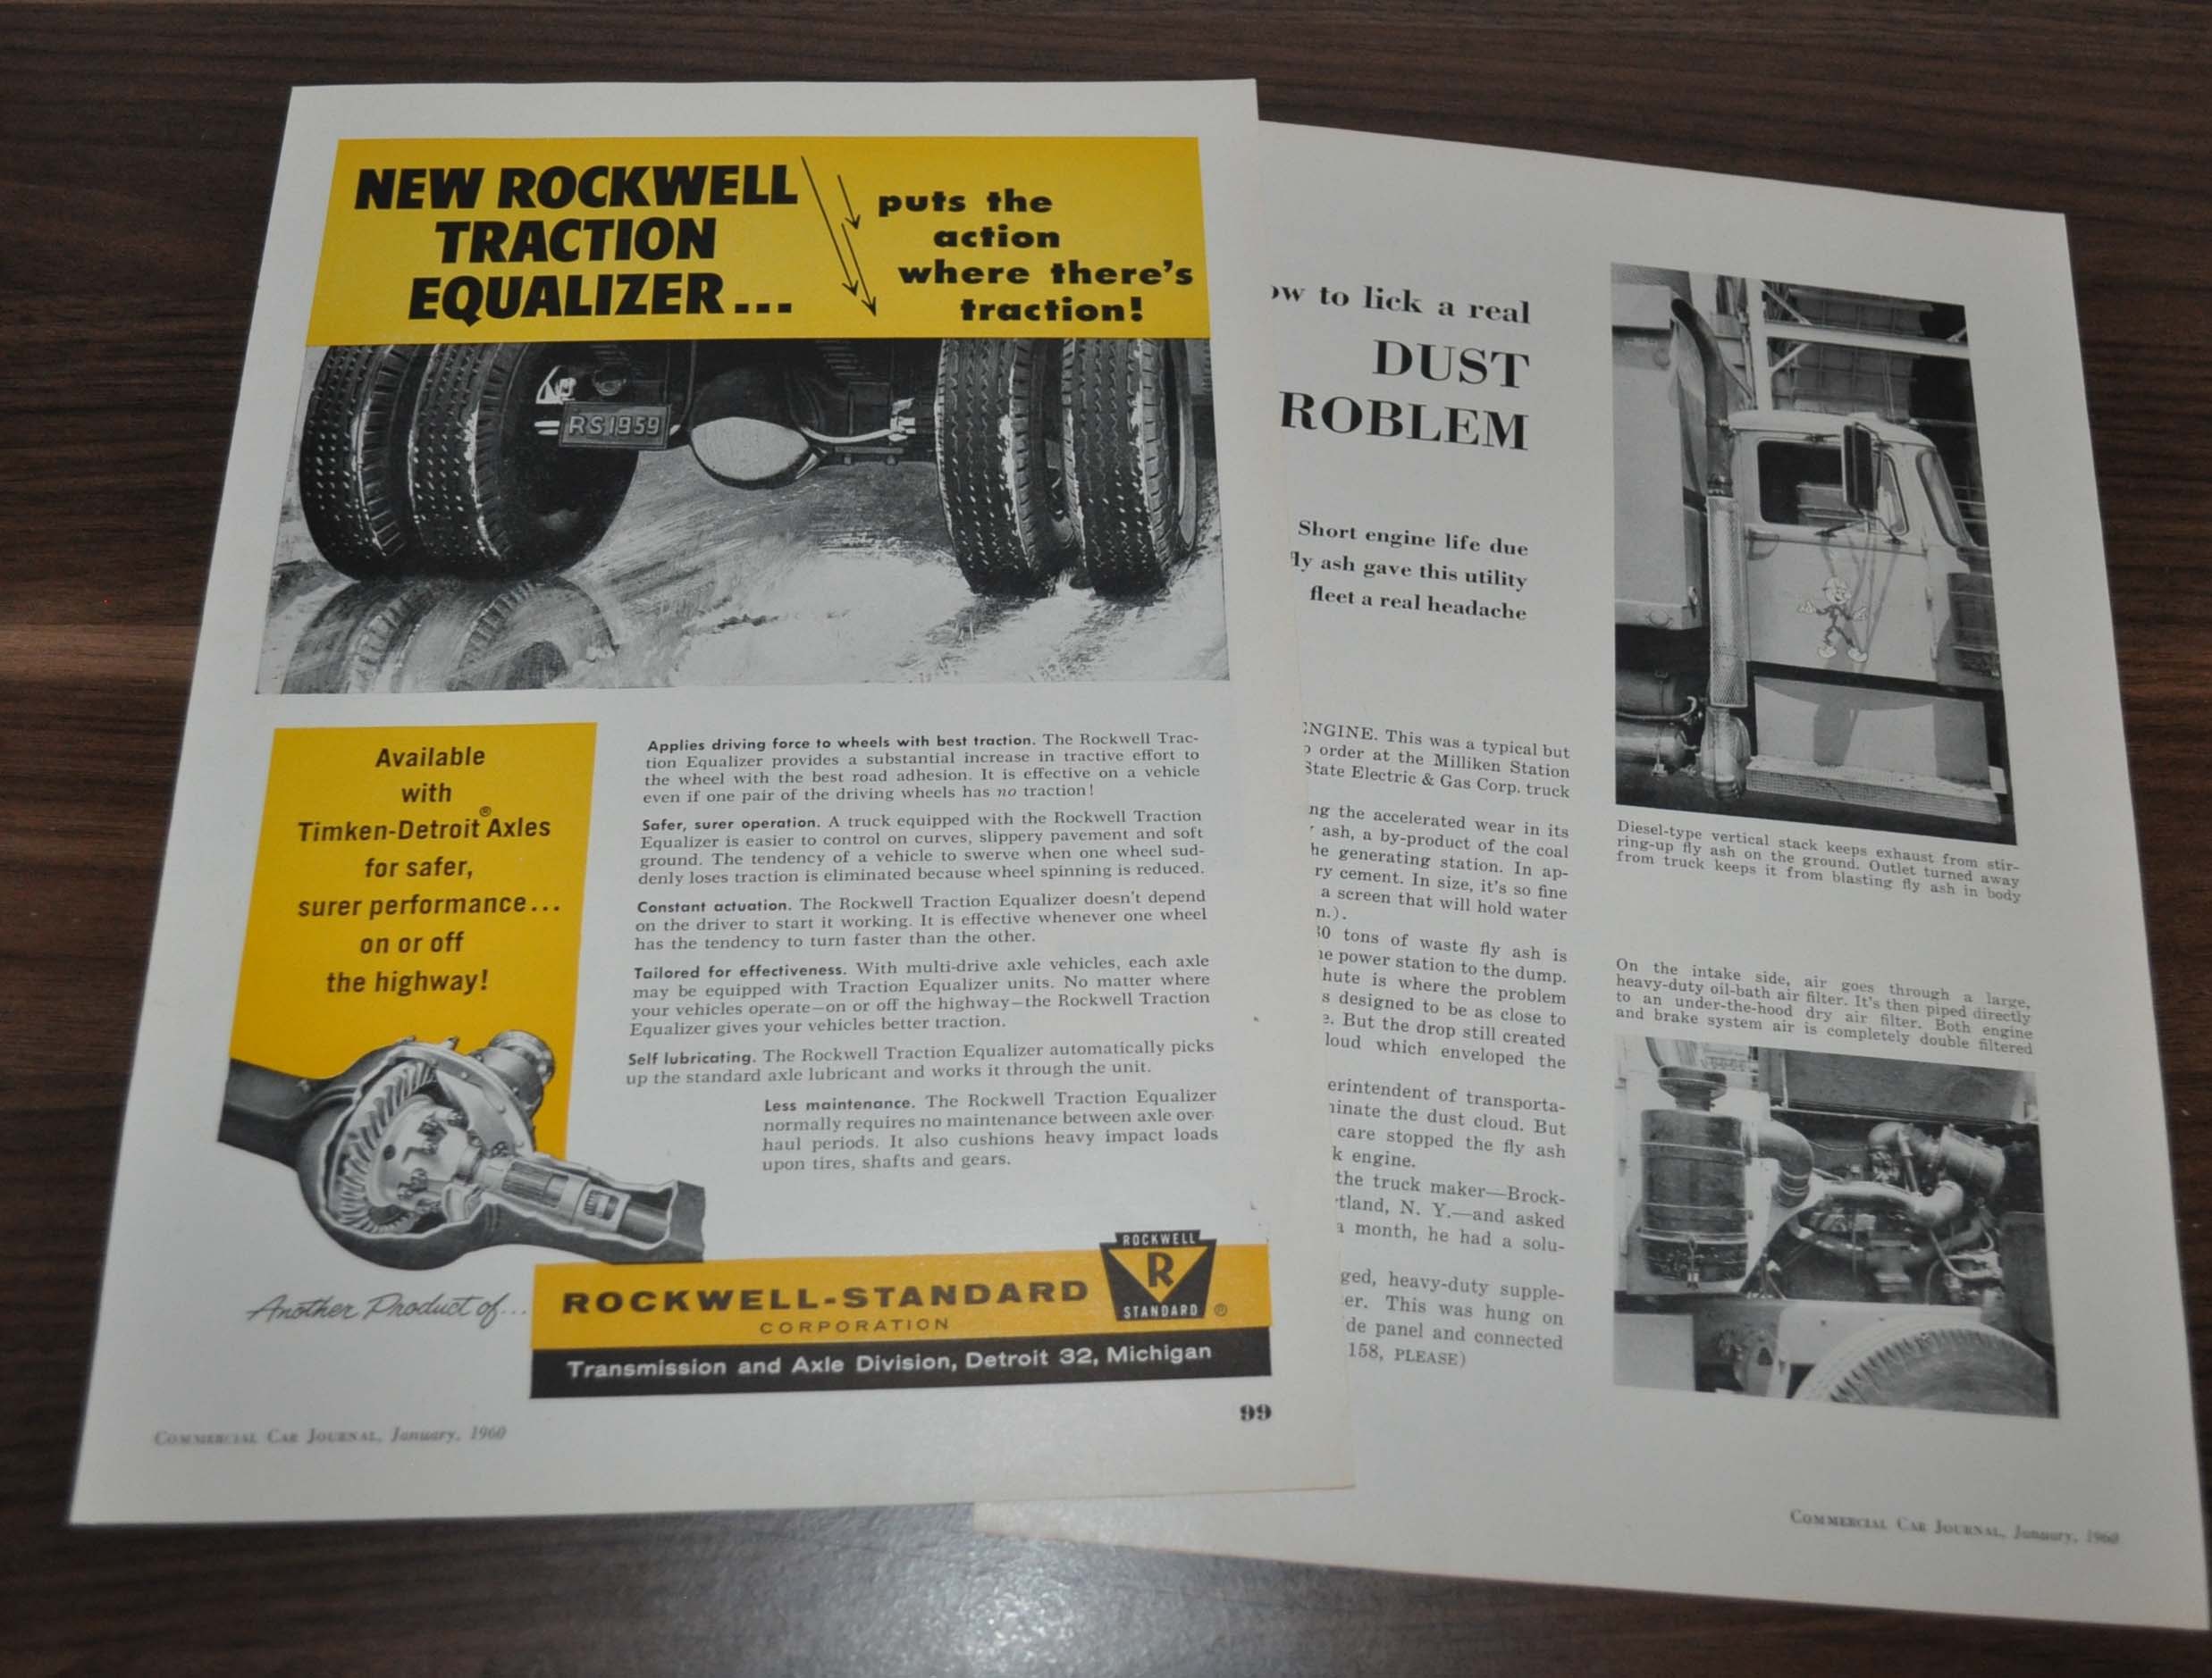 NEW ROCKWELL
TRACTION
EQUALIZER...
puts the
action
where there's
traction!
RS1959
Available
with
Timken-Detroit® Axles
for safer,
surer performance...
on or off
the highway!
Applies driving force to wheels with best traction. The Rockwell Trac-
tion Equalizer provides a substantial increase in tractive effort to
the wheel with the best road adhesion. It is effective on a vehicle
even if one pair of the driving wheels has no traction!
Safer, surer operation. A truck equipped with the Rockwell Traction
Equalizer is easier to control on curves, slippery pavement and soft
ground. The tendency of a vehicle to swerve when one wheel sud-
denly loses traction is eliminated because wheel spinning is reduced.
Constant actuation. The Rockwell Traction Equalizer doesn't depend
on the driver to start it working. It is effective whenever one wheel
has the tendency to turn faster than the other.
Tailored for effectiveness. With multi-drive axle vehicles, each axle
may be equipped with Traction Equalizer units. No matter where
your vehicles operate—on or off the highway—the Rockwell Traction
Equalizer gives your vehicles better traction.
Self lubricating. The Rockwell Traction Equalizer automatically picks
up the standard axle lubricant and works it through the unit.
Less maintenance. The Rockwell Traction Equalizer
normally requires no maintenance between axle over-
haul periods. It also cushions heavy impact loads
upon tires, shafts and gears.
Another Product of...
ROCKWELL-STANDARD
CORPORATION
ROCKWELL
R
STANDARD ®
Transmission and Axle Division, Detroit 32, Michigan
99
COMMERCIAL CAR JOURNAL, January, 1960
ow to lick a real
DUST
ROBLEM
Short engine life due
fly ash gave this utility
fleet a real headache
ENGINE. This was a typical but
order at the Milliken Station
State Electric & Gas Corp. truck
ng the accelerated wear in its
ash, a by-product of the coal
he generating station. In ap-
ry cement. In size, it's so fine
a screen that will hold water
n.).
30 tons of waste fly ash is
he power station to the dump.
hute is where the problem
s designed to be as close to
e. But the drop still created
loud which enveloped the
erintendent of transporta-
minate the dust cloud. But
care stopped the fly ash
k engine.
the truck maker—Brock-
rtland, N. Y.—and asked
a month, he had a solu-
ged, heavy-duty supple-
er. This was hung on
de panel and connected
158, PLEASE)
Diesel-type vertical stack keeps exhaust from stir-
ring-up fly ash on the ground. Outlet turned away
from truck keeps it from blasting fly ash in body
On the intake side, air goes through a large,
heavy-duty oil-bath air filter. It's then piped directly
to an under-the-hood dry air filter. Both engine
and brake system air is completely double filtered
COMMERCIAL CAR JOURNAL, January, 1960